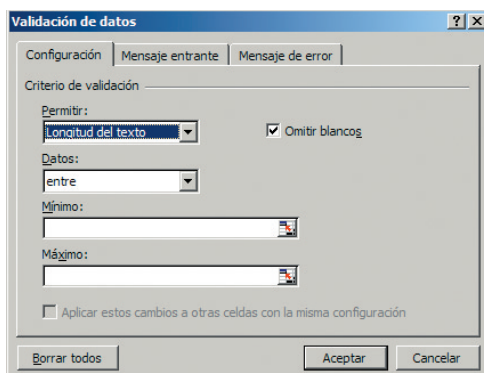 Validación de datos
Configuración Mensaje entrante Mensaje de error
Criterio de validación
Permitir:
Longitud del texto Omitir blancos
Datos:
entre
Mínimo:
Máximo:
Aplicar estos cambios a otras celdas con la misma configuración
Borrar todos Aceptar Cancelar